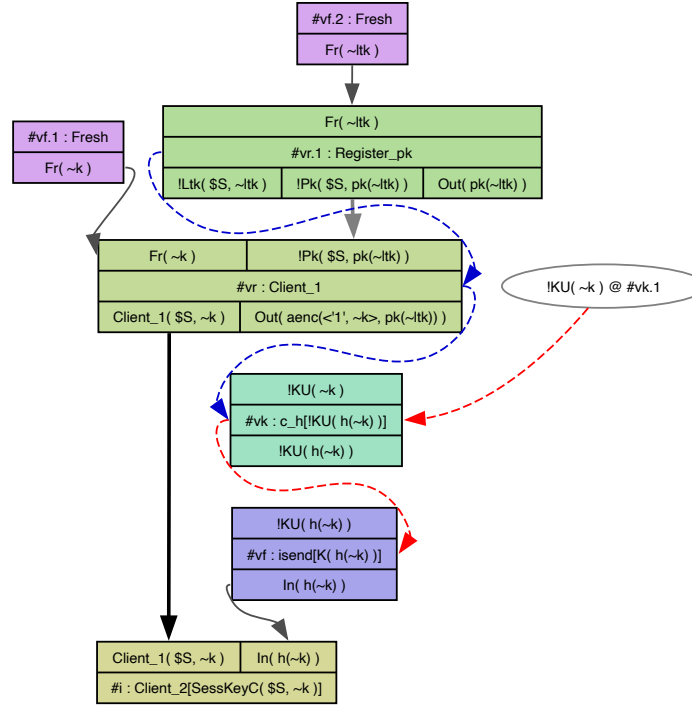 #vf.2 : Fresh
Fr( ~ltk )
Fr( ~ltk )
#vr.1 : Register_pk
!Ltk( $S, ~ltk ) !Pk( $S, pk(~ltk) ) Out( pk(~ltk) )
#vf.1 : Fresh
Fr( ~k )
Fr( ~k ) !Pk( $S, pk(~ltk) )
#vr : Client_1
Client_1( $S, ~k ) Out( aenc(<'1', ~k>, pk(~ltk)) )
!KU( ~k ) @ #vk.1
!KU( ~k )
#vk : c_h[!KU( h(~k) )]
!KU( h(~k) )
!KU( h(~k) )
#vf : isend[K( h(~k) )]
In( h(~k) )
Client_1( $S, ~k ) In( h(~k) )
#i : Client_2[SessKeyC( $S, ~k )]